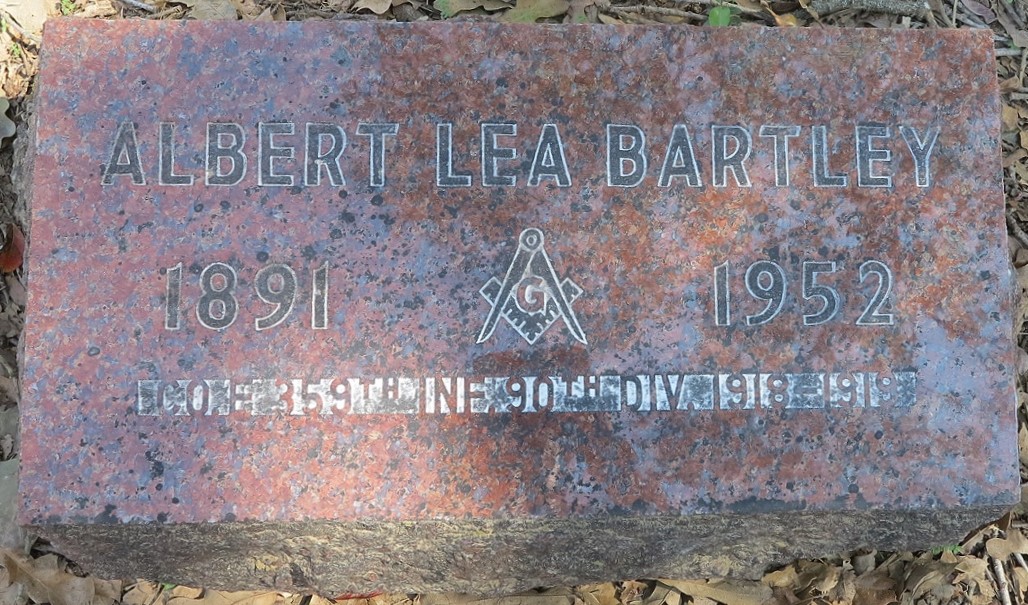 ALBERT LEA BARTLEY
1891 G 1952
CO. E 359TH INF. 90TH DIV. 1918-1919